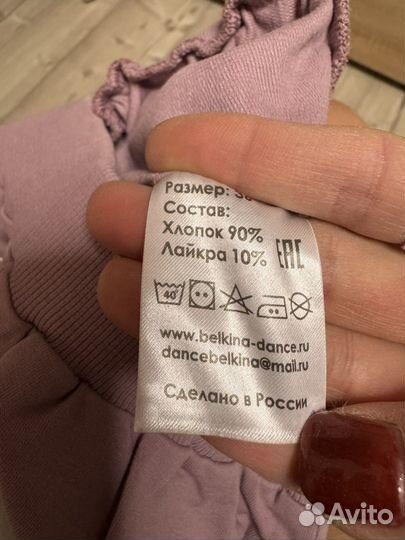 Размер:
Состав:
Хлопок 90%
Лайкра 10%
EAC
40
www.belkina-dance.ru
dancebelkina@mail.ru
Сделано в России
Avito